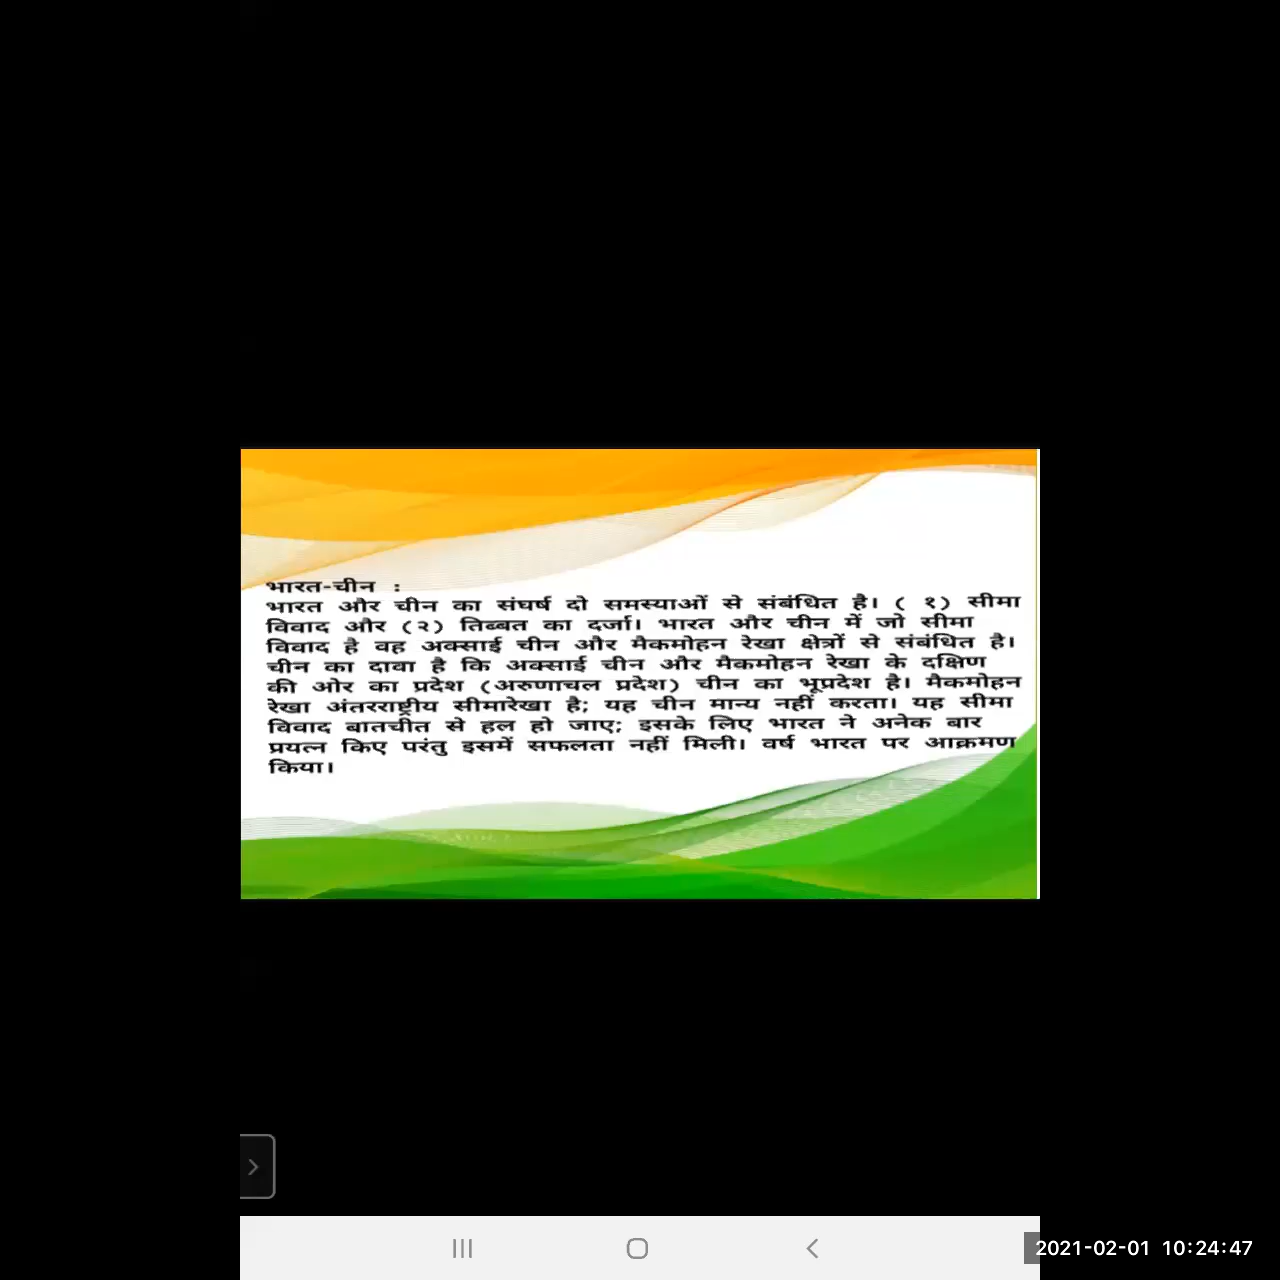 भारत-चीन :
भारत और चीन का संघर्ष दो समस्याओं से संबंधित है। ( १) सीमा
विवाद और (२) तिब्बत का दर्जा। भारत और चीन में जो सीमा
विवाद है वह अक्साई चीन और मैकमोहन रेखा क्षेत्रों से संबंधित है।
चीन का दावा है कि अक्साई चीन और मैकमोहन रेखा के दक्षिण
की ओर का प्रदेश (अरुणाचल प्रदेश) चीन का भूप्रदेश है। मैकमोहन
रेखा अंतरराष्ट्रीय सीमारेखा है; यह चीन मान्य नहीं करता। यह सीमा
विवाद बातचीत से हल हो जाए; इसके लिए भारत ने अनेक बार
प्रयत्न किए परंतु इसमें सफलता नहीं मिली। वर्ष भारत पर आक्रमण
किया।
2021-02-01 10:24:47